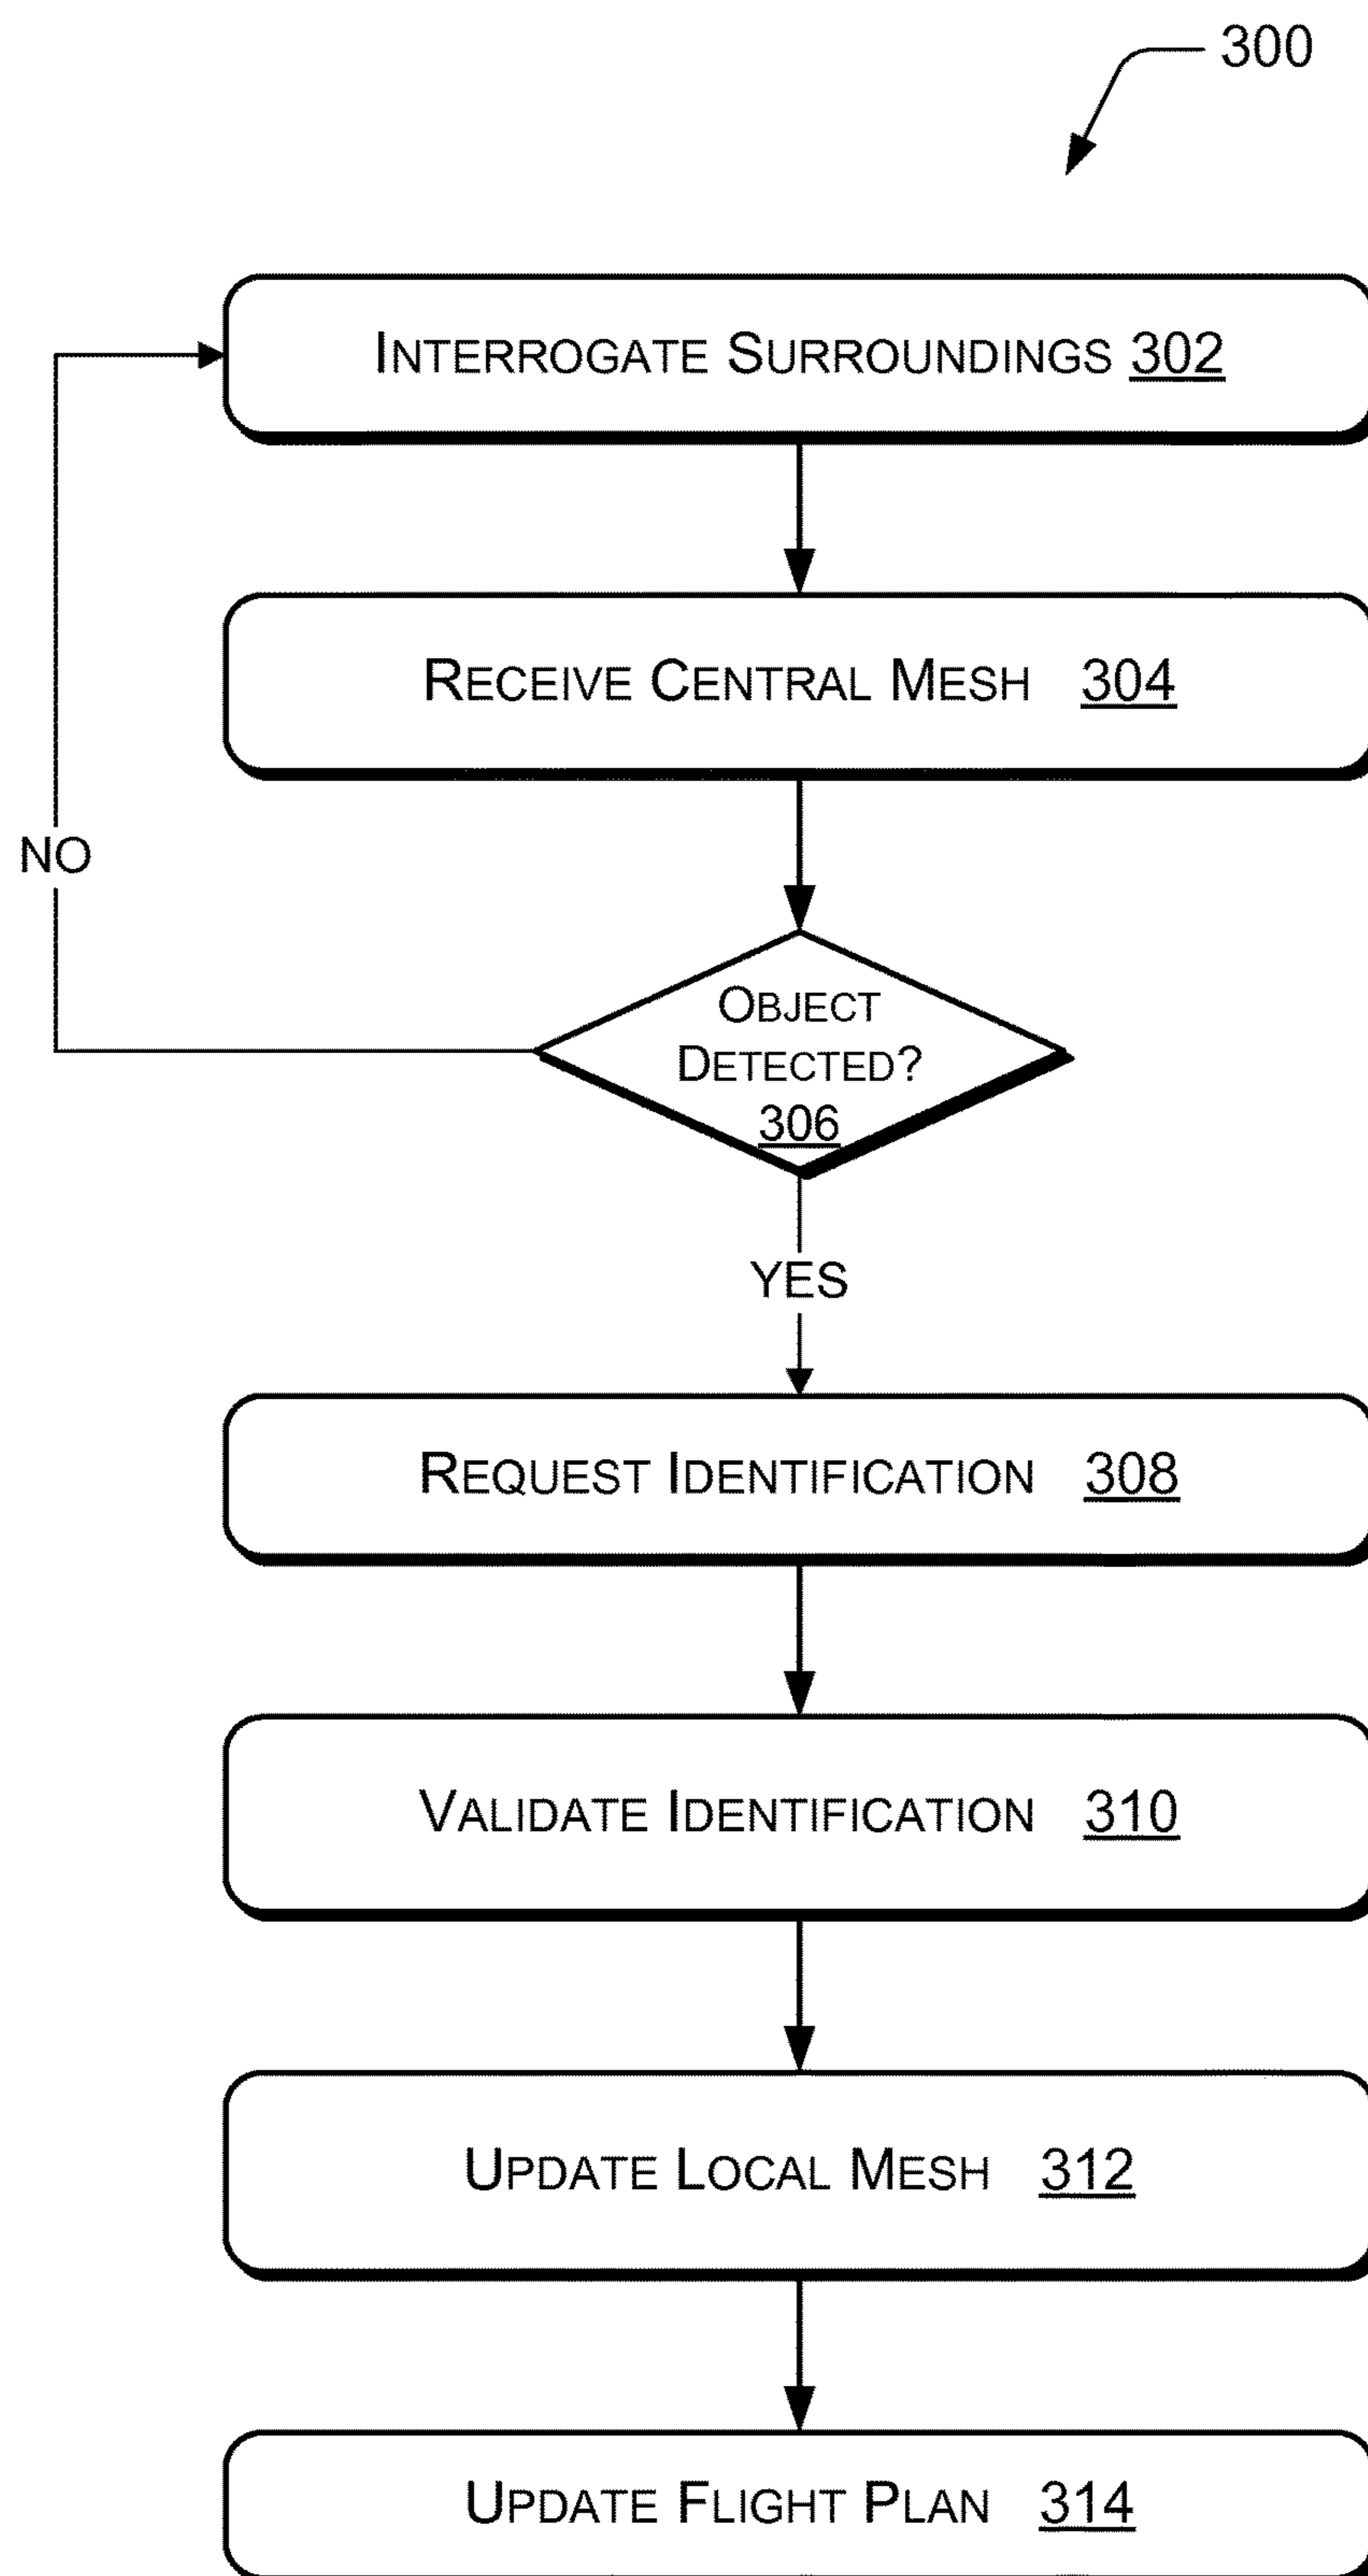 300
INTERROGATE SURROUNDINGS 302
RECEIVE CENTRAL MESH 304
NO
OBJECT
DETECTED?
306
YES
REQUEST IDENTIFICATION 308
VALIDATE IDENTIFICATION 310
UPDATE LOCAL MESH 312
UPDATE FLIGHT PLAN 314